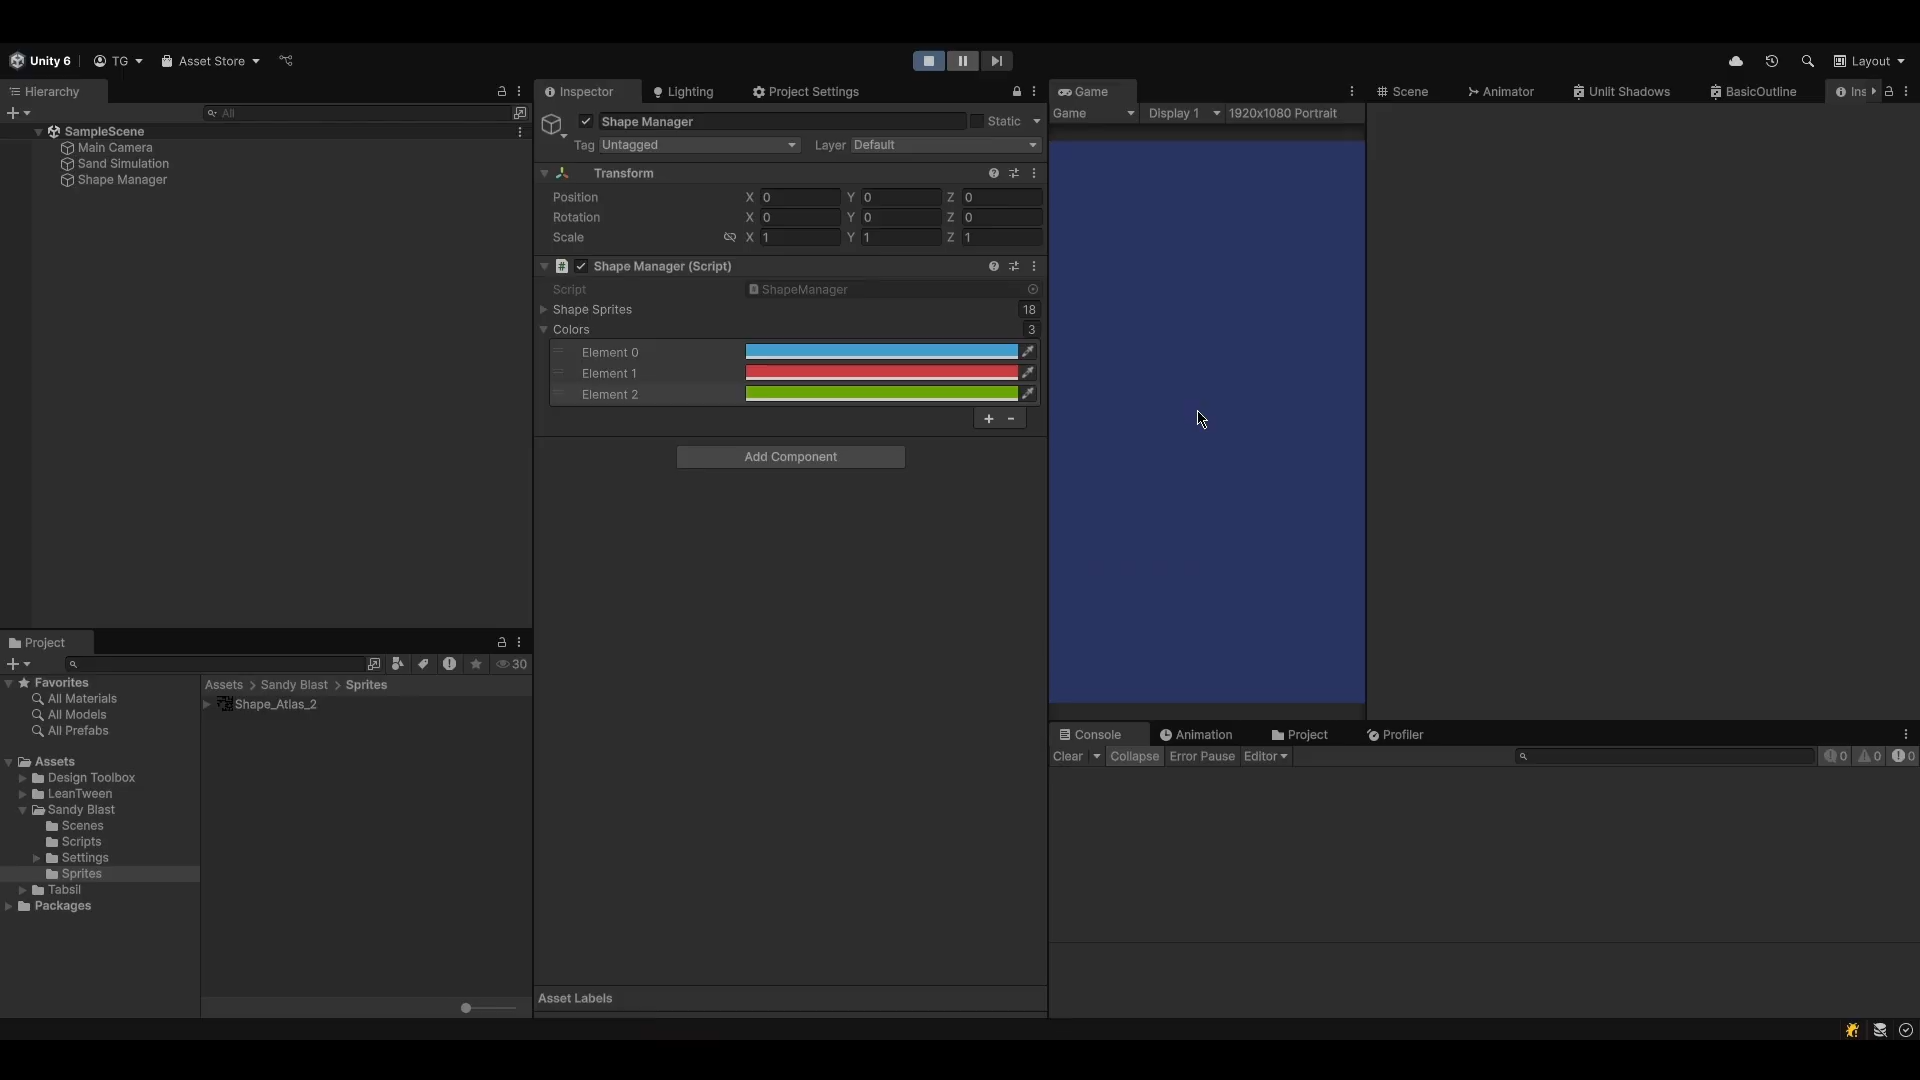 Unity 6 TG Asset Store Layout
Hierarchy
All
SampleScene
Main Camera
Sand Simulation
Shape Manager
Inspector Lighting Project Settings
Shape Manager Static
Tag Untagged Layer Default
Transform
Position X 0 Y 0 Z 0
Rotation X 0 Y 0 Z 0
Scale X 1 Y 1 Z 1
Shape Manager (Script)
Script ShapeManager
Shape Sprites 18
Colors 3
Element 0
Element 1
Element 2
+ -
Add Component
Asset Labels
Game
Game Display 1 1920x1080 Portrait
Scene Animator Unlit Shadows BasicOutline Ins
Project
30
Favorites
All Materials
All Models
All Prefabs
Assets
Design Toolbox
LeanTween
Sandy Blast
Scenes
Scripts
Settings
Sprites
Tabsil
Packages
Assets > Sandy Blast > Sprites
Shape_Atlas_2
Console Animation Project Profiler
Clear Collapse Error Pause Editor 0 0 0